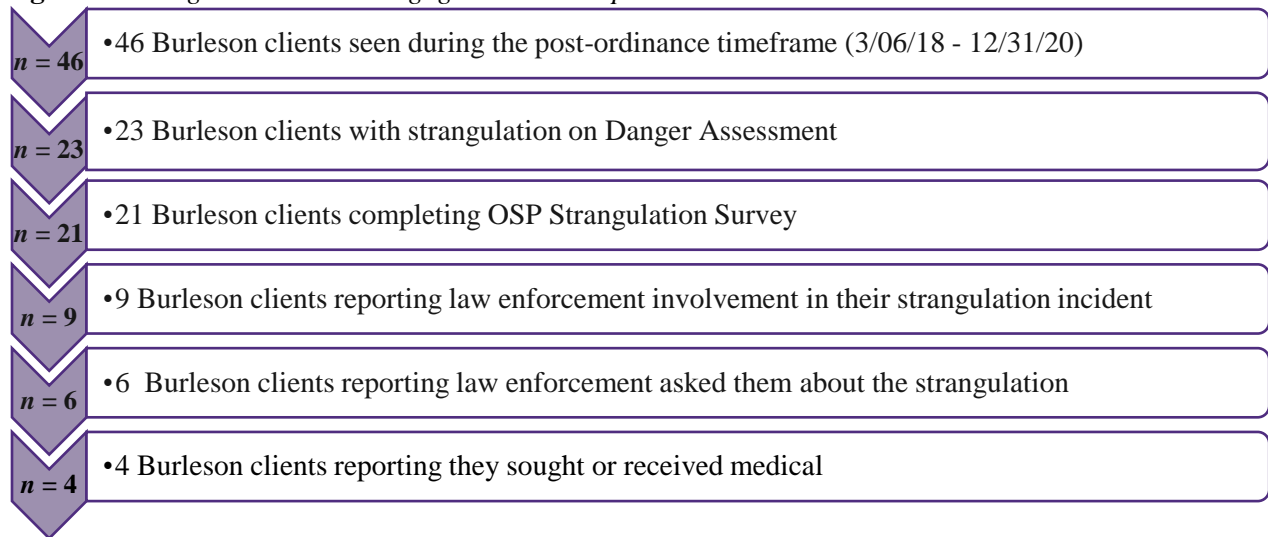 n = 46
•46 Burleson clients seen during the post-ordinance timeframe (3/06/18 - 12/31/20)
n = 23
•23 Burleson clients with strangulation on Danger Assessment
n = 21
•21 Burleson clients completing OSP Strangulation Survey
n = 9
•9 Burleson clients reporting law enforcement involvement in their strangulation incident
n = 6
•6 Burleson clients reporting law enforcement asked them about the strangulation
n = 4
•4 Burleson clients reporting they sought or received medical